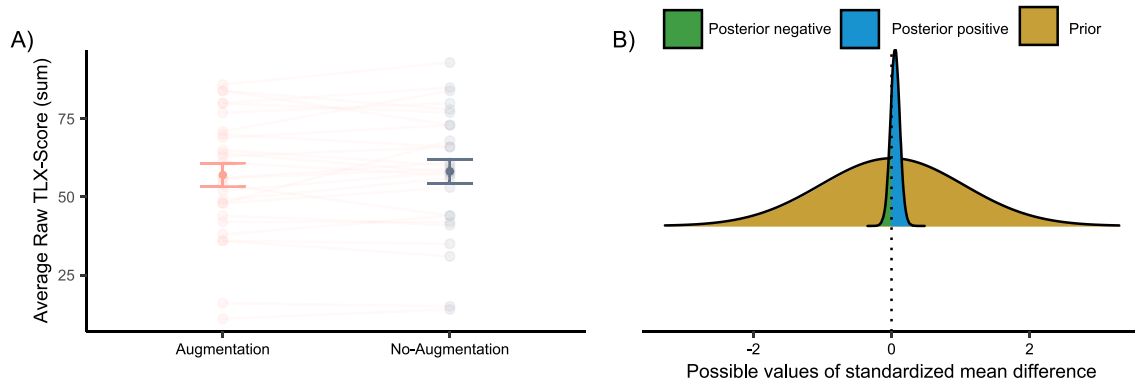 A)
Average Raw TLX-Score (sum)
75
50
25
Augmentation
No-Augmentation
B)
Posterior negative
Posterior positive
Prior
-2
0
2
Possible values of standardized mean difference